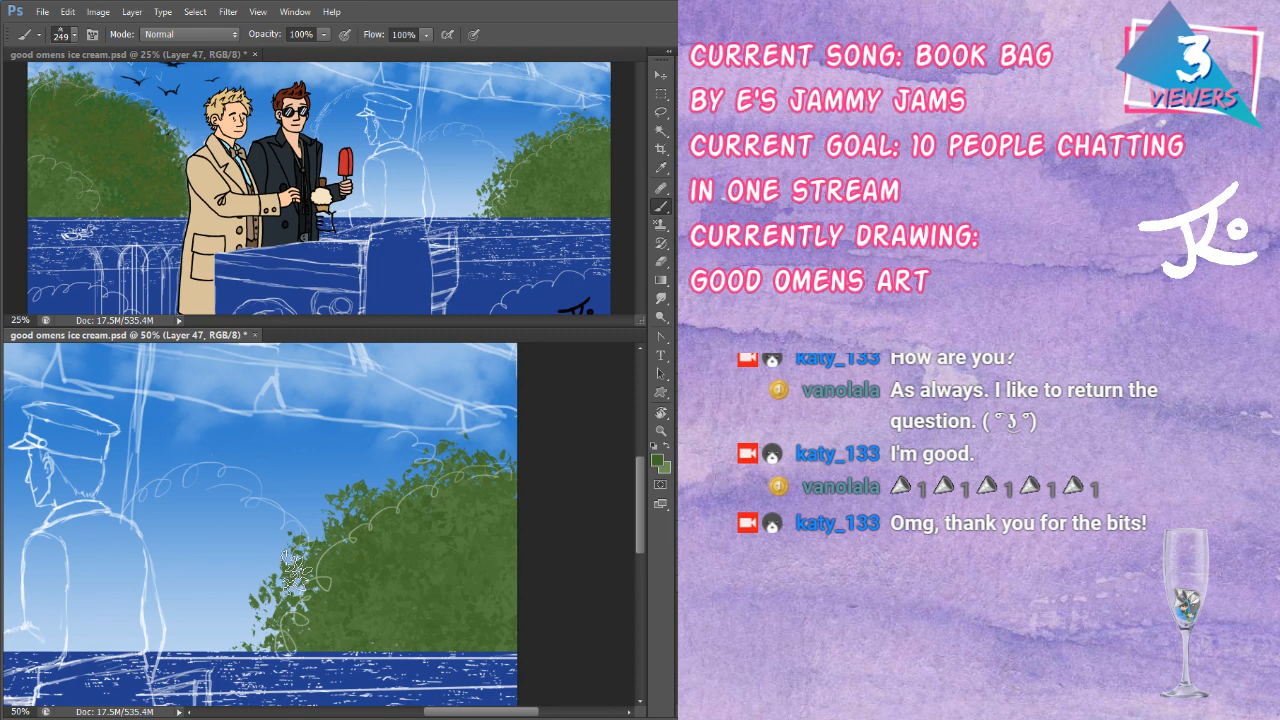 Ps File Edit Image Layer Type Select Filter View Window Help
249 Mode: Normal Opacity: 100% Flow: 100%
good omens ice cream.psd @ 25% (Layer 47, RGB/8) * ×
25% Doc: 17.5M/535.4M
good omens ice cream.psd @ 50% (Layer 47, RGB/8) * ×
50% Doc: 17.5M/535.4M
CURRENT SONG: BOOK BAG
BY E'S JAMMY JAMS
CURRENT GOAL: 10 PEOPLE CHATTING
IN ONE STREAM
CURRENTLY DRAWING:
GOOD OMENS ART
3
VIEWERS
katy_133 How are you?
vanolala As always. I like to return the
question. ( ͡° ͜ʖ ͡°)
katy_133 I'm good.
vanolala 1 1 1 1 1
katy_133 Omg, thank you for the bits!